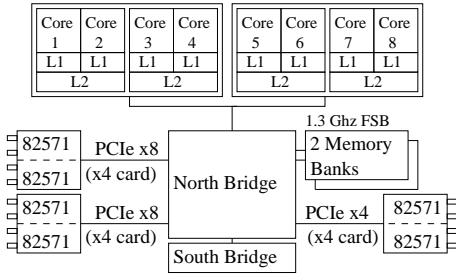 Core Core Core Core Core Core Core Core
1 2 3 4 5 6 7 8
L1 L1 L1 L1 L1 L1 L1 L1
L2 L2 L2 L2
1.3 Ghz FSB
82571 PCIe x8 2 Memory
82571 (x4 card) North Bridge Banks
82571 PCIe x8 PCIe x4 82571
82571 (x4 card) (x4 card) 82571
South Bridge